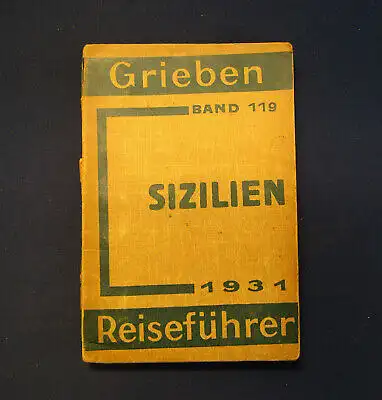 Grieben
BAND 119
SIZILIEN
1931
Reiseführer